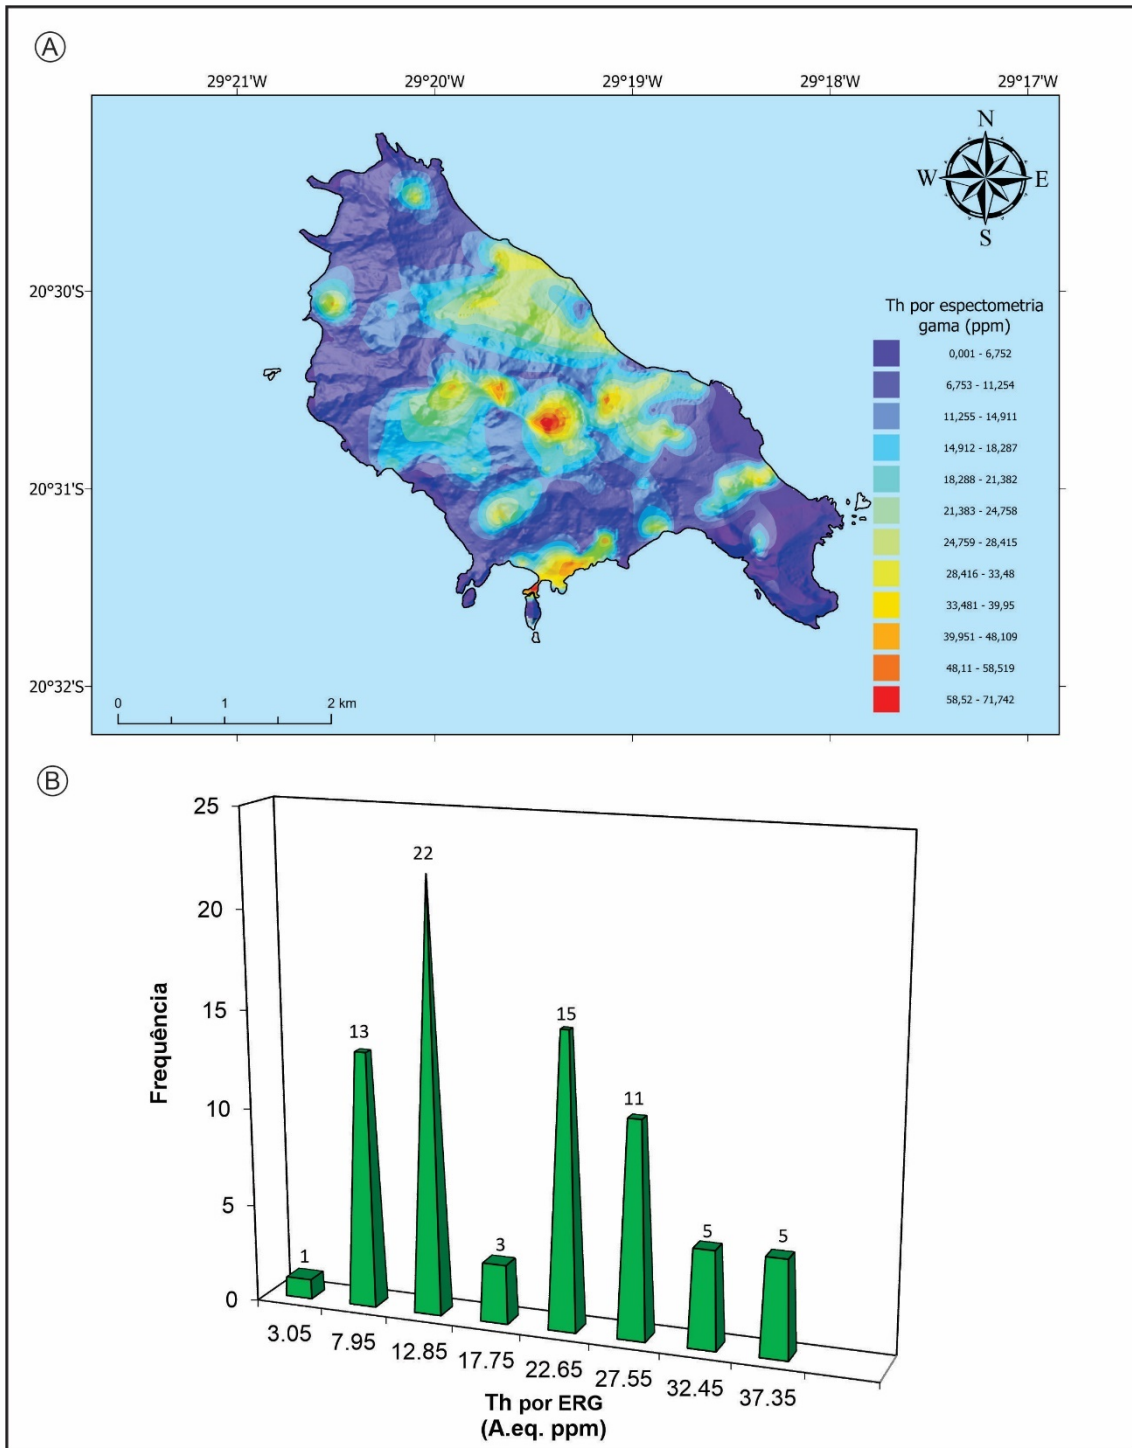 A
29°21'W 29°20'W 29°19'W 29°18'W 29°17'W
N
W E
S
20°30'S
20°31'S
20°32'S
Th por espectometria
gama (ppm)
0,001 - 6,752
6,753 - 11,254
11,255 - 14,911
14,912 - 18,287
18,288 - 21,382
21,383 - 24,758
24,759 - 28,415
28,416 - 33,48
33,481 - 39,95
39,951 - 48,109
48,11 - 58,519
58,52 - 71,742
0 1 2 km
B
Frequência
25
20
15
10
5
0
1
13
22
3
15
11
5
5
3.05 7.95 12.85 17.75 22.65 27.55 32.45 37.35
Th por ERG
(A.eq. ppm)